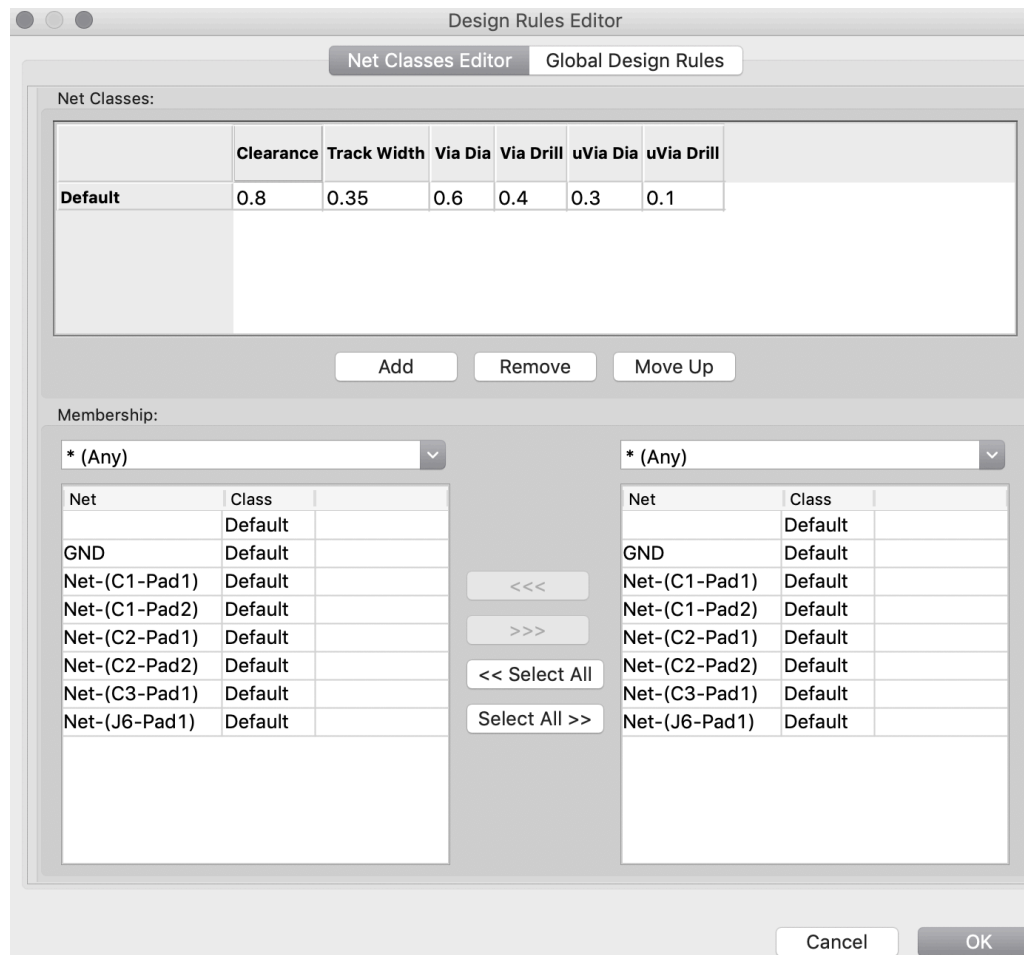 Design Rules Editor
Net Classes Editor Global Design Rules
Net Classes:
Clearance Track Width Via Dia Via Drill uVia Dia uVia Drill
Default 0.8 0.35 0.6 0.4 0.3 0.1
Add Remove Move Up
Membership:
* (Any) * (Any)
Net Class Net Class
Default Default
GND Default GND Default
Net-(C1-Pad1) Default <<< Net-(C1-Pad1) Default
Net-(C1-Pad2) Default Net-(C1-Pad2) Default
Net-(C2-Pad1) Default >>> Net-(C2-Pad1) Default
Net-(C2-Pad2) Default << Select All Net-(C2-Pad2) Default
Net-(C3-Pad1) Default Net-(C3-Pad1) Default
Net-(J6-Pad1) Default Select All >> Net-(J6-Pad1) Default
Cancel OK